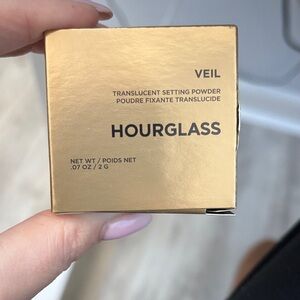 VEIL
TRANSLUCENT SETTING POWDER
POUDRE FIXANTE TRANSLUCIDE
HOURGLASS
NET WT / POIDS NET
.07 OZ / 2 G